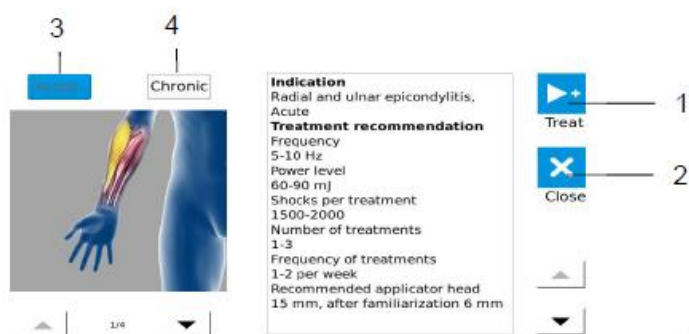 3
4
Chronic
Indication
Radial and ulnar epicondylitis,
Acute
Treatment recommendation
Frequency
5-10 Hz
Power level
60-90 mJ
Shocks per treatment
1500-2000
Number of treatments
1-3
Frequency of treatments
1-2 per week
Recommended applicator head
15 mm, after familiarization 6 mm
Treat
1
Close
2
1/4